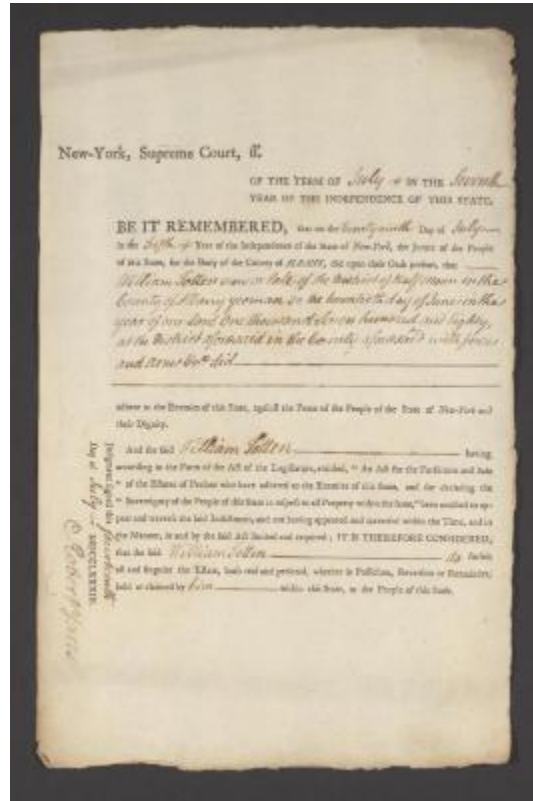 New-York, Supreme Court, ss.
OF THE TERM OF July IN THE Seventh
YEAR OF THE INDEPENDENCE OF THIS STATE.
BE IT REMEMBERED, that on the twenty ninth Day of July
in the fifth Year of the Independence of the State of New-York, the Jurors of the People
of this State, for the Body of the County of ALBANY, did upon their Oath present, that
William Totten now or late of the District of Halfmoon in the
County of Albany yeoman on the twentieth day of June in the
year of our Lord One thousand seven hundred and Eighty,
at the District aforesaid in the County aforesaid with force
and Arms &c did
adhere to the Enemies of this State, against the Peace of the People of the State of New-York and
their Dignity.
And the said William Totten having
according to the Form of the Act of the Legislature, entitled, " An Act for the Forfeiture and Sale
" of the Estates of Persons who have adhered to the Enemies of this State, and for declaring the
" Sovereignty of the People of this State in respect to all Property within the same," been notified to ap-
pear and traverse the said Indictment, and not having appeared and traversed within the Time, and in
the Manner, in and by the said Act limited and required ; IT IS THEREFORE CONSIDERED,
that the said William Totten do forfeit
all and singular the Estate, both real and personal, whether in Possession, Reversion or Remainder,
held or claimed by him within this State, to the People of this State.
Judgment signed this
Day of July MDCCLXXXIII.